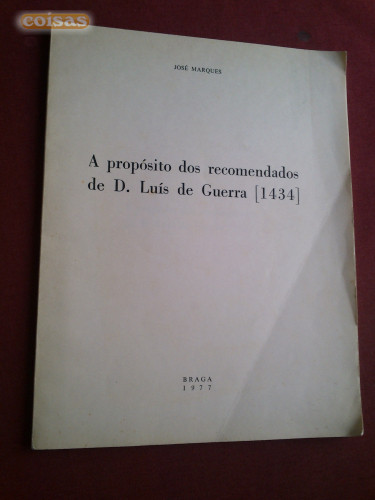 coisas
JOSÉ MARQUES
A propósito dos recomendados
de D. Luís de Guerra [1434]
BRAGA
1977